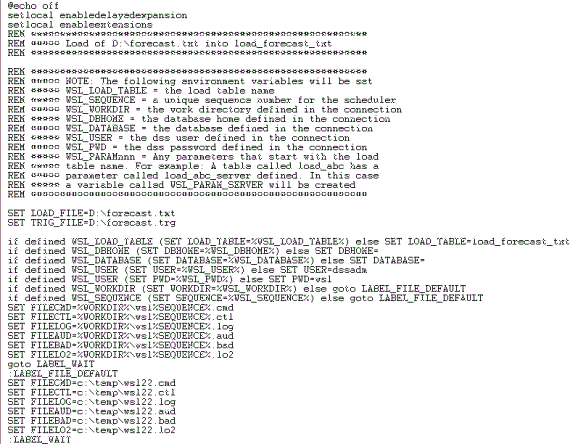 @echo off
setlocal enabledelayedexpansion
setlocal enableextensions
REM *****************************************************
REM ***** Load of D:\forecast.txt into load_forecast_txt
REM *****************************************************

REM *****************************************************
REM ***** NOTE: The following environment variables will be set
REM ***** WSL_LOAD_TABLE = the load table name
REM ***** WSL_SEQUENCE = a unique sequence number for the scheduler
REM ***** WSL_WORKDIR = the work directory defined in the connection
REM ***** WSL_DBHOME = the database home defined in the connection
REM ***** WSL_DATABASE = the database defined in the connection
REM ***** WSL_USER = the dss user defined in the connection
REM ***** WSL_PWD = the dss password defined in the connection
REM ***** WSL_PARAMnnn = Any parameters that start with the load
REM ***** table name. For example: A table called load_abc has a
REM ***** parameter called load_abc_server defined. In this case
REM ***** a variable called WSL_PARAM_SERVER will be created
REM *****************************************************

SET LOAD_FILE=D:\forecast.txt
SET TRIG_FILE=D:\forecast.trg

if defined WSL_LOAD_TABLE (SET LOAD_TABLE=%WSL_LOAD_TABLE%) else SET LOAD_TABLE=load_forecast_txt
if defined WSL_DBHOME (SET DBHOME=%WSL_DBHOME%) else SET DBHOME=
if defined WSL_DATABASE (SET DATABASE=%WSL_DATABASE%) else SET DATABASE=
if defined WSL_USER (SET USER=%WSL_USER%) else SET USER=dssadm
if defined WSL_USER (SET PWD=%WSL_PWD%) else SET PWD=wsl
if defined WSL_WORKDIR (SET WORKDIR=%WSL_WORKDIR%) else goto LABEL_FILE_DEFAULT
if defined WSL_SEQUENCE (SET SEQUENCE=%WSL_SEQUENCE%) else goto LABEL_FILE_DEFAULT
SET FILECMD=%WORKDIR%\wsl%SEQUENCE%.cmd
SET FILECTL=%WORKDIR%\wsl%SEQUENCE%.ctl
SET FILELOG=%WORKDIR%\wsl%SEQUENCE%.log
SET FILEAUD=%WORKDIR%\wsl%SEQUENCE%.aud
SET FILEBAD=%WORKDIR%\wsl%SEQUENCE%.bad
SET FILELO2=%WORKDIR%\wsl%SEQUENCE%.lo2
goto LABEL_WAIT
:LABEL_FILE_DEFAULT
SET FILECMD=c:\temp\wsl22.cmd
SET FILECTL=c:\temp\wsl22.ctl
SET FILELOG=c:\temp\wsl22.log
SET FILEAUD=c:\temp\wsl22.aud
SET FILEBAD=c:\temp\wsl22.bad
SET FILELO2=c:\temp\wsl22.lo2
:LABEL_WAIT